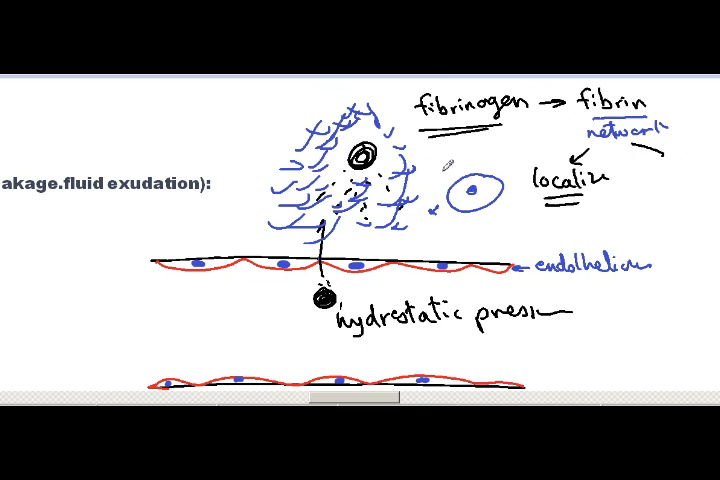 fibrinogen → fibrin
network
localize
akage.fluid exudation):
endothelium
hydrostatic pressure